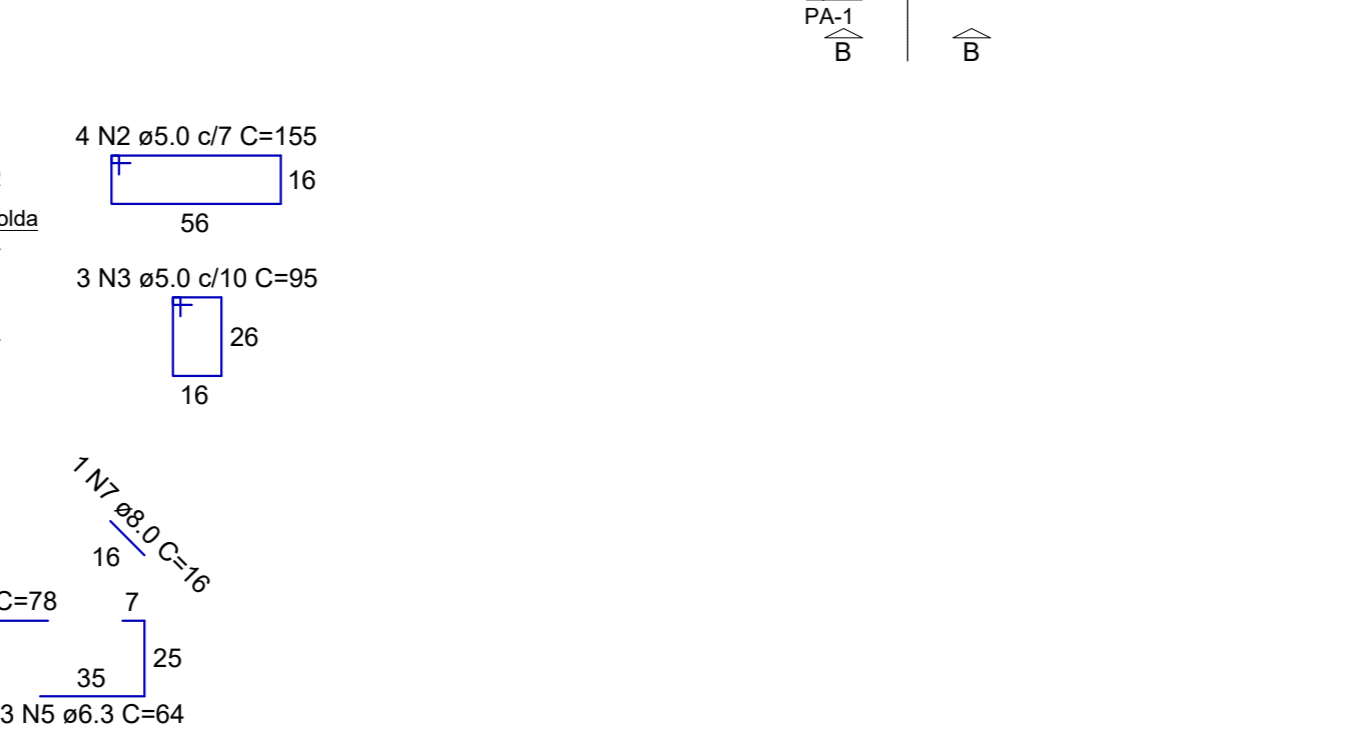 PA-1
B B
4 N2 ø5.0 c/7 C=155
16
olda
56
3 N3 ø5.0 c/10 C=95
26
16
1 N7 ø8.0 C=16
16
C=78 7
25
35
3 N5 ø6.3 C=64